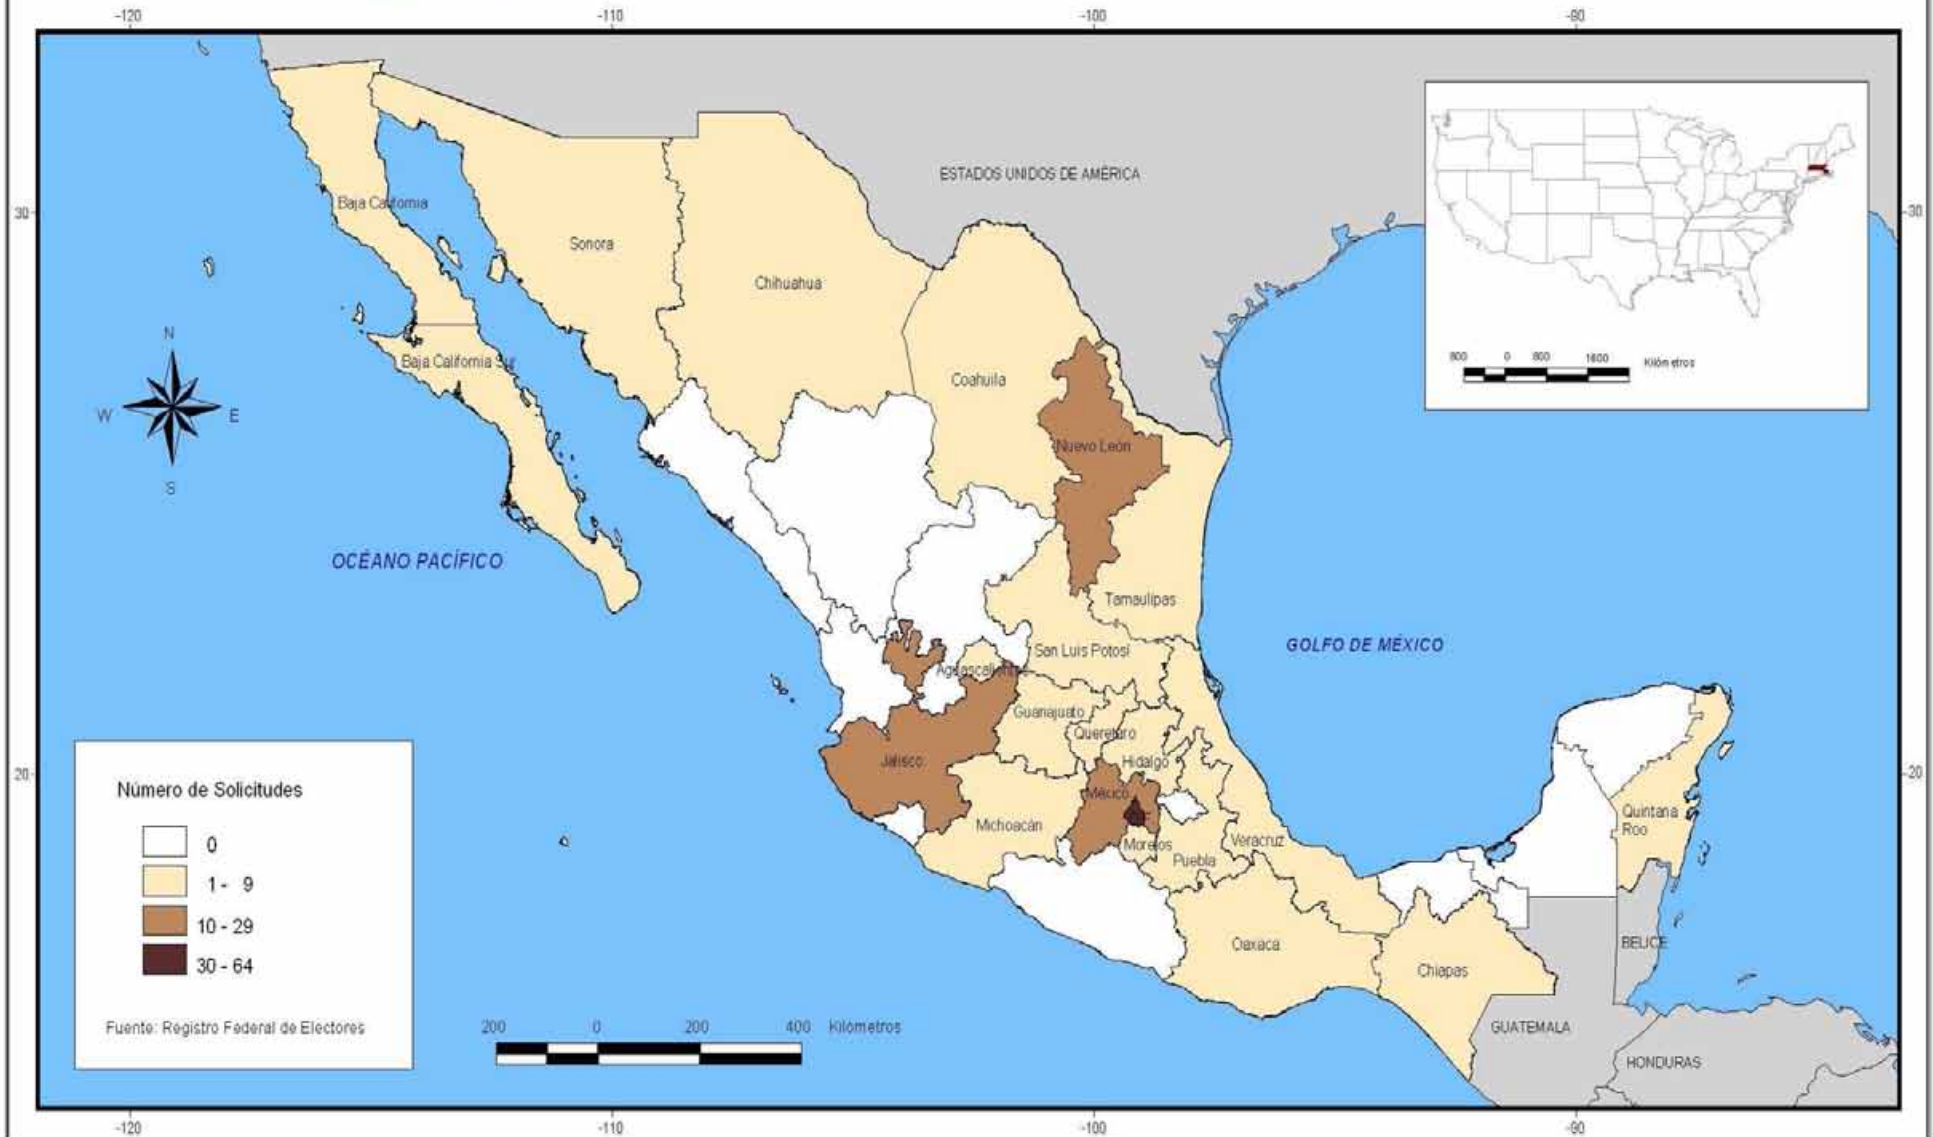 -120 -110 -100 -90
ESTADOS UNIDOS DE AMÉRICA
30 -30
Baja California
Sonora
Chihuahua
N
800 0 800 1600 Kilómetros
Baja California Sur
Coahuila
W E
Nuevo León
S
OCÉANO PACÍFICO
Tamaulipas
GOLFO DE MÉXICO
San Luis Potosí
Aguascalientes
Guanajuato
Querétaro
Jalisco
Hidalgo
20 -20
México
Número de Solicitudes
0
1 - 9
10 - 29
30 - 64
Fuente: Registro Federal de Electores
Michoacán
Morelos
Puebla
Veracruz
Quintana
Roo
Oaxaca
Chiapas
BELICE
GUATEMALA
HONDURAS
200 0 200 400 Kilómetros
-120 -110 -100 -90